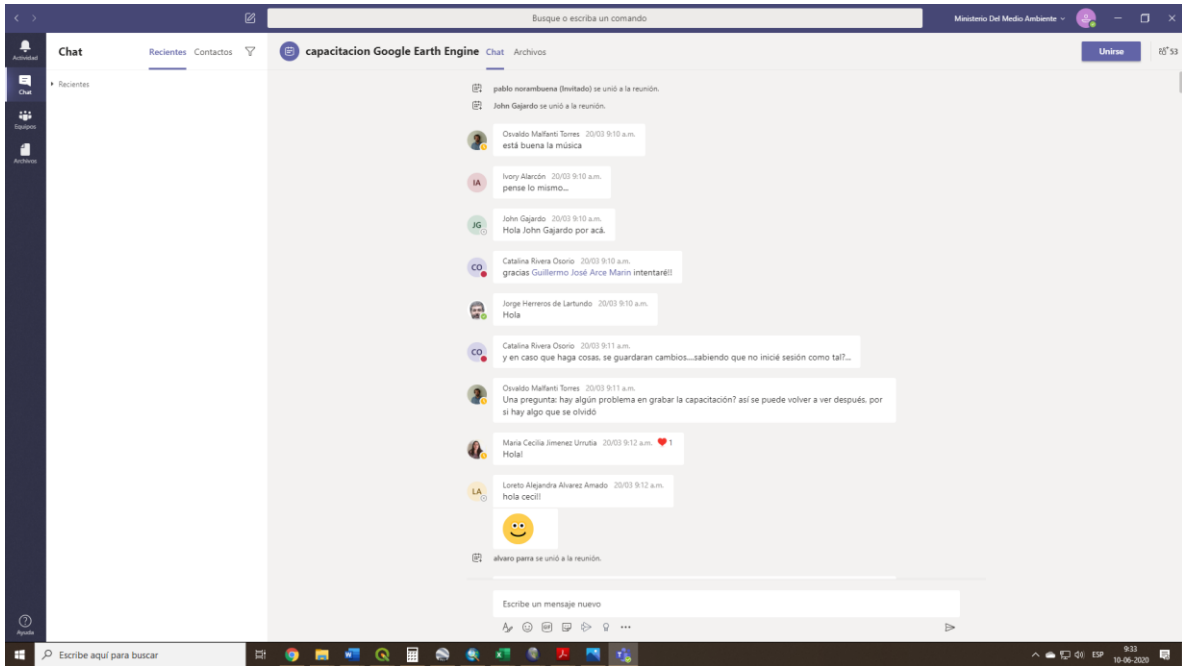 Busque o escriba un comando
Ministerio Del Medio Ambiente
Actividad
Chat
Equipos
Archivos
Ayuda
Chat
Recientes
Contactos
Recientes
capacitacion Google Earth Engine
Chat
Archivos
Unirse
53
pablo norambuena (Invitado) se unió a la reunión.
John Gajardo se unió a la reunión.
Osvaldo Malfanti Torres 20/03 9:10 a.m.
está buena la música
IA
Ivory Alarcón 20/03 9:10 a.m.
pense lo mismo...
JG
John Gajardo 20/03 9:10 a.m.
Hola John Gajardo por acá.
CO
Catalina Rivera Osorio 20/03 9:10 a.m.
gracias Guillermo José Arce Marin intentaré!!
Jorge Herreros de Lartundo 20/03 9:10 a.m.
Hola
CO
Catalina Rivera Osorio 20/03 9:11 a.m.
y en caso que haga cosas. se guardaran cambios....sabiendo que no inicié sesión como tal?...
Osvaldo Malfanti Torres 20/03 9:11 a.m.
Una pregunta: hay algún problema en grabar la capacitación? así se puede volver a ver después. por
si hay algo que se olvidó
Maria Cecilia Jimenez Urrutia 20/03 9:12 a.m. 1
Hola!
LA
Loreto Alejandra Alvarez Amado 20/03 9:12 a.m.
hola cecil!
alvaro parra se unió a la reunión.
Escribe un mensaje nuevo
GIF
Escribe aquí para buscar
ESP
9:33
10-06-2020